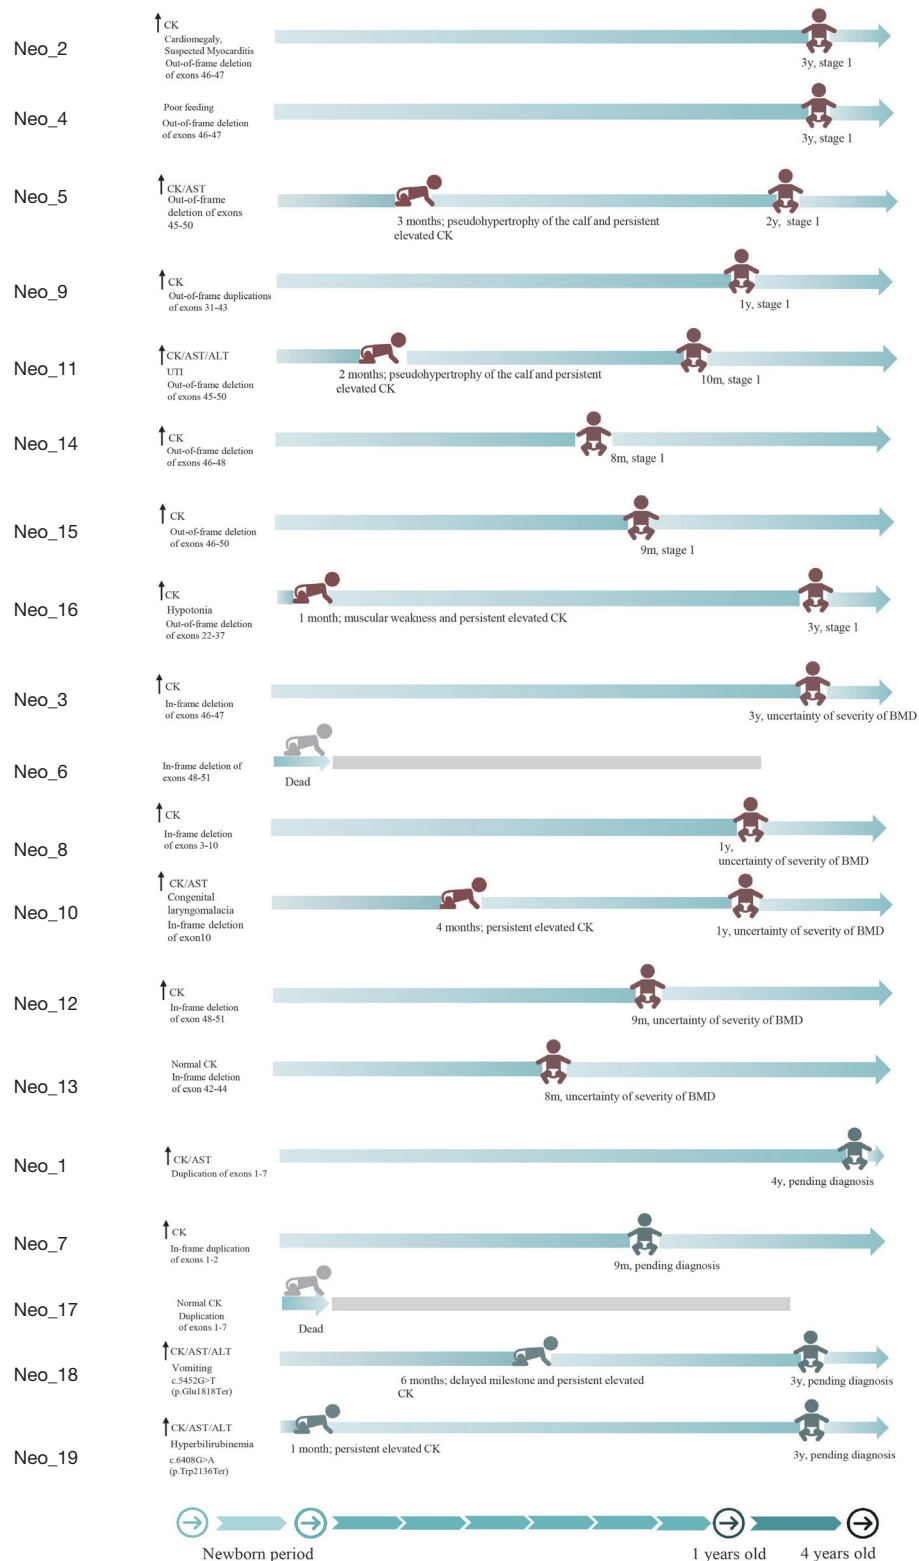 Neo_2
CK
Cardiomegaly,
Suspected Myocarditis
Out-of-frame deletion
of exons 46-47
3y, stage 1
Neo_4
Poor feeding
Out-of-frame deletion
of exons 46-47
3y, stage 1
Neo_5
CK/AST
Out-of-frame
deletion of exons
45-50
3 months; pseudohypertrophy of the calf and persistent
elevated CK
2y, stage 1
Neo_9
CK
Out-of-frame duplications
of exons 31-43
1y, stage 1
Neo_11
CK/AST/ALT
UTI
Out-of-frame deletion
of exons 45-50
2 months; pseudohypertrophy of the calf and persistent
elevated CK
10m, stage 1
Neo_14
CK
Out-of-frame deletion
of exons 46-48
8m, stage 1
Neo_15
CK
Out-of-frame deletion
of exons 46-50
9m, stage 1
Neo_16
CK
Hypotonia
Out-of-frame deletion
of exons 22-37
1 month; muscular weakness and persistent elevated CK
3y, stage 1
Neo_3
CK
In-frame deletion
of exons 46-47
3y, uncertainty of severity of BMD
Neo_6
In-frame deletion of
exons 48-51
Dead
Neo_8
CK
In-frame deletion
of exons 3-10
1y,
uncertainty of severity of BMD
Neo_10
CK/AST
Congenital
laryngomalacia
In-frame deletion
of exon10
4 months; persistent elevated CK
1y, uncertainty of severity of BMD
Neo_12
CK
In-frame deletion
of exon 48-51
9m, uncertainty of severity of BMD
Neo_13
Normal CK
In-frame deletion
of exon 42-44
8m, uncertainty of severity of BMD
Neo_1
CK/AST
Duplication of exons 1-7
4y, pending diagnosis
Neo_7
CK
In-frame duplication
of exons 1-2
9m, pending diagnosis
Neo_17
Normal CK
Duplication
of exons 1-7
Dead
Neo_18
CK/AST/ALT
Vomiting
c.5452G>T
(p.Glu1818Ter)
6 months; delayed milestone and persistent elevated
CK
3y, pending diagnosis
Neo_19
CK/AST/ALT
Hyperbilirubinemia
c.6408G>A
(p.Trp2136Ter)
1 month; persistent elevated CK
3y, pending diagnosis
Newborn period
1 years old
4 years old